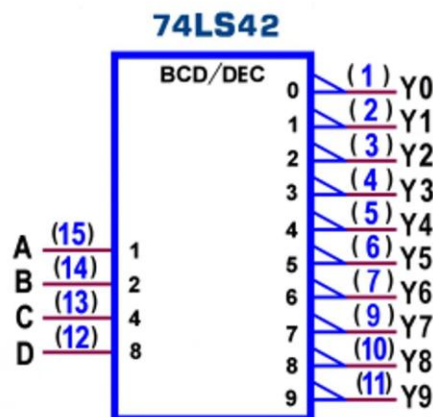 74LS42
BCD/DEC
0 (1) Y0
1 (2) Y1
2 (3) Y2
3 (4) Y3
4 (5) Y4
A (15) 1
5 (6) Y5
B (14) 2
6 (7) Y6
C (13) 4
7 (9) Y7
D (12) 8
8 (10) Y8
9 (11) Y9